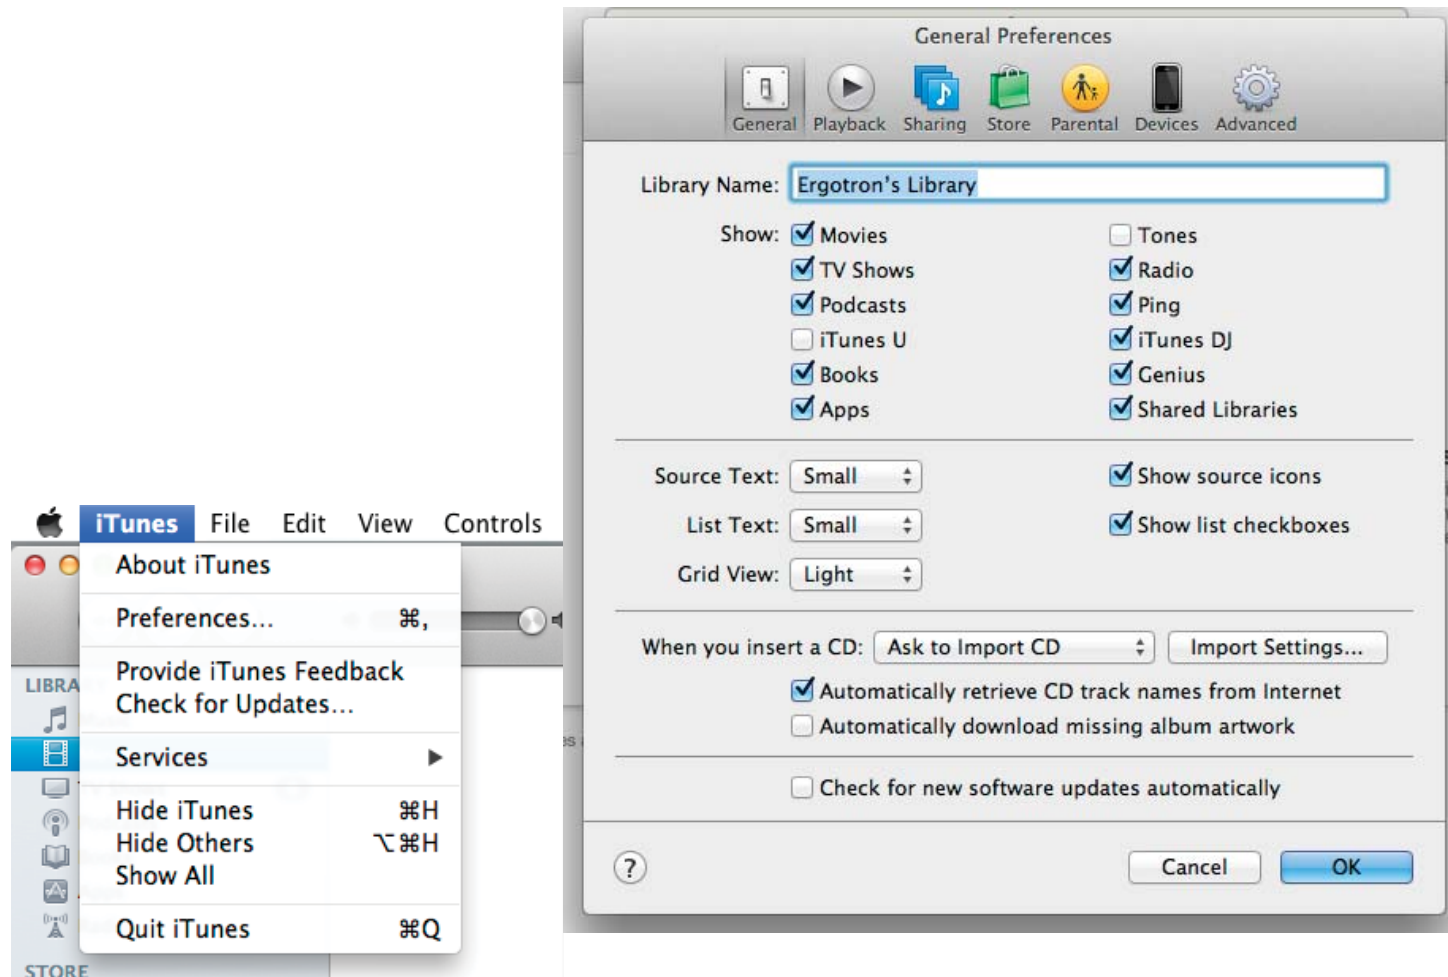 iTunes File Edit View Controls
About iTunes
Preferences... ⌘,
Provide iTunes Feedback
Check for Updates...
Services ▶
Hide iTunes ⌘H
Hide Others ⌥⌘H
Show All
Quit iTunes ⌘Q
LIBRA
STORE
General Preferences
General Playback Sharing Store Parental Devices Advanced
Library Name: Ergotron's Library
Show: Movies Tones
TV Shows Radio
Podcasts Ping
iTunes U iTunes DJ
Books Genius
Apps Shared Libraries
Source Text: Small Show source icons
List Text: Small Show list checkboxes
Grid View: Light
When you insert a CD: Ask to Import CD Import Settings...
Automatically retrieve CD track names from Internet
Automatically download missing album artwork
Check for new software updates automatically
? Cancel OK